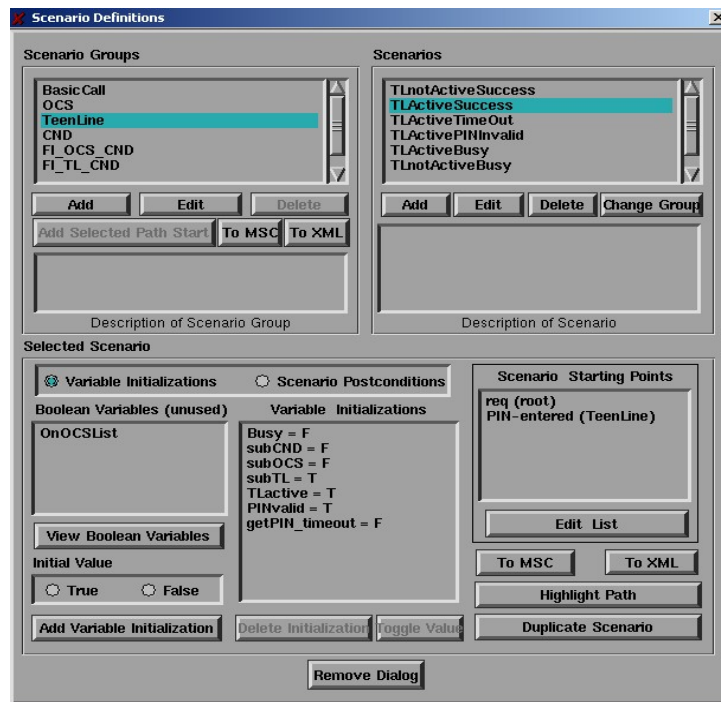 Scenario Definitions
Scenario Groups
BasicCall
OCS
TeenLine
CND
FI_OCS_CND
FI_TL_CND
Add Edit Delete
Add Selected Path Start To MSC To XML
Description of Scenario Group
Scenarios
TLnotActiveSuccess
TLActiveSuccess
TLActiveTimeOut
TLActivePINInvalid
TLActiveBusy
TLnotActiveBusy
Add Edit Delete Change Group
Description of Scenario
Selected Scenario
Variable Initializations Scenario Postconditions
Boolean Variables (unused)
OnOCSList
View Boolean Variables
Initial Value
True False
Add Variable Initialization
Variable Initializations
Busy = F
subCND = F
subOCS = F
subTL = T
TLactive = T
PINvalid = T
getPIN_timeout = F
Delete Initialization Toggle Value
Scenario Starting Points
req (root)
PIN-entered (TeenLine)
Edit List
To MSC To XML
Highlight Path
Duplicate Scenario
Remove Dialog